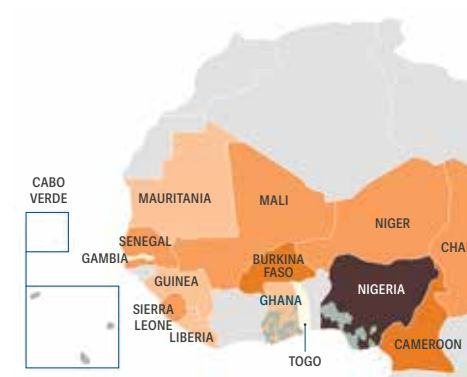 CABO
VERDE
MAURITANIA
MALI
NIGER
CHA
SENEGAL
GAMBIA
BURKINA
FASO
GUINEA
GHANA
NIGERIA
SIERRA
LEONE
LIBERIA
TOGO
CAMEROON